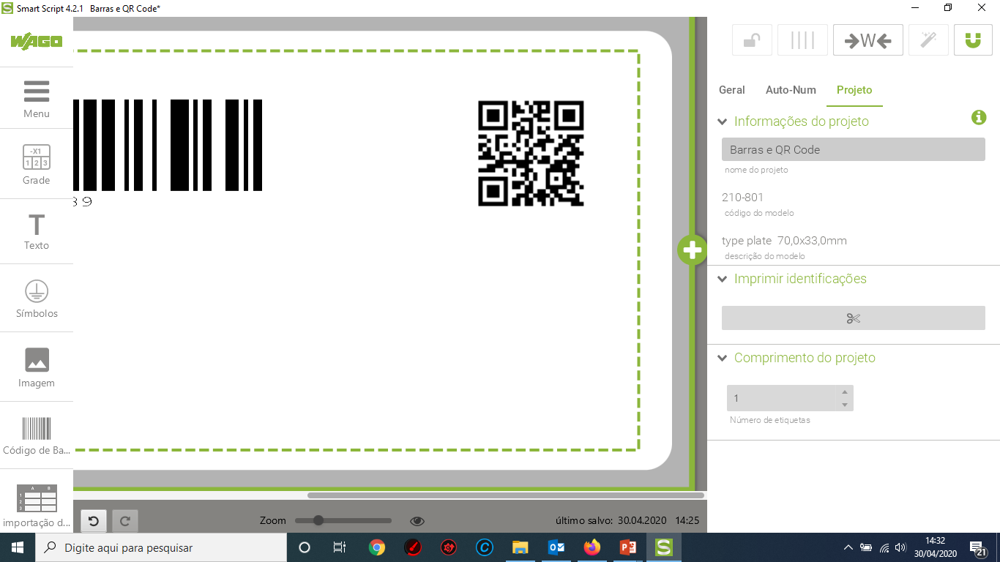 Smart Script 4.2.1 Barras e QR Code*
WAGO
Menu
-X1
1 2 3
Grade
T
Texto
Símbolos
Imagem
Código de Ba...
A B
1
2
3
importação d...
39
W
Geral Auto-Num Projeto
Informações do projeto
Barras e QR Code
nome do projeto
210-801
código do modelo
type plate 70,0x33,0mm
descrição do modelo
Imprimir identificações
Comprimento do projeto
1
Número de etiquetas
Zoom
último salvo: 30.04.2020 14:25
Digite aqui para pesquisar
14:32
30/04/2020
21